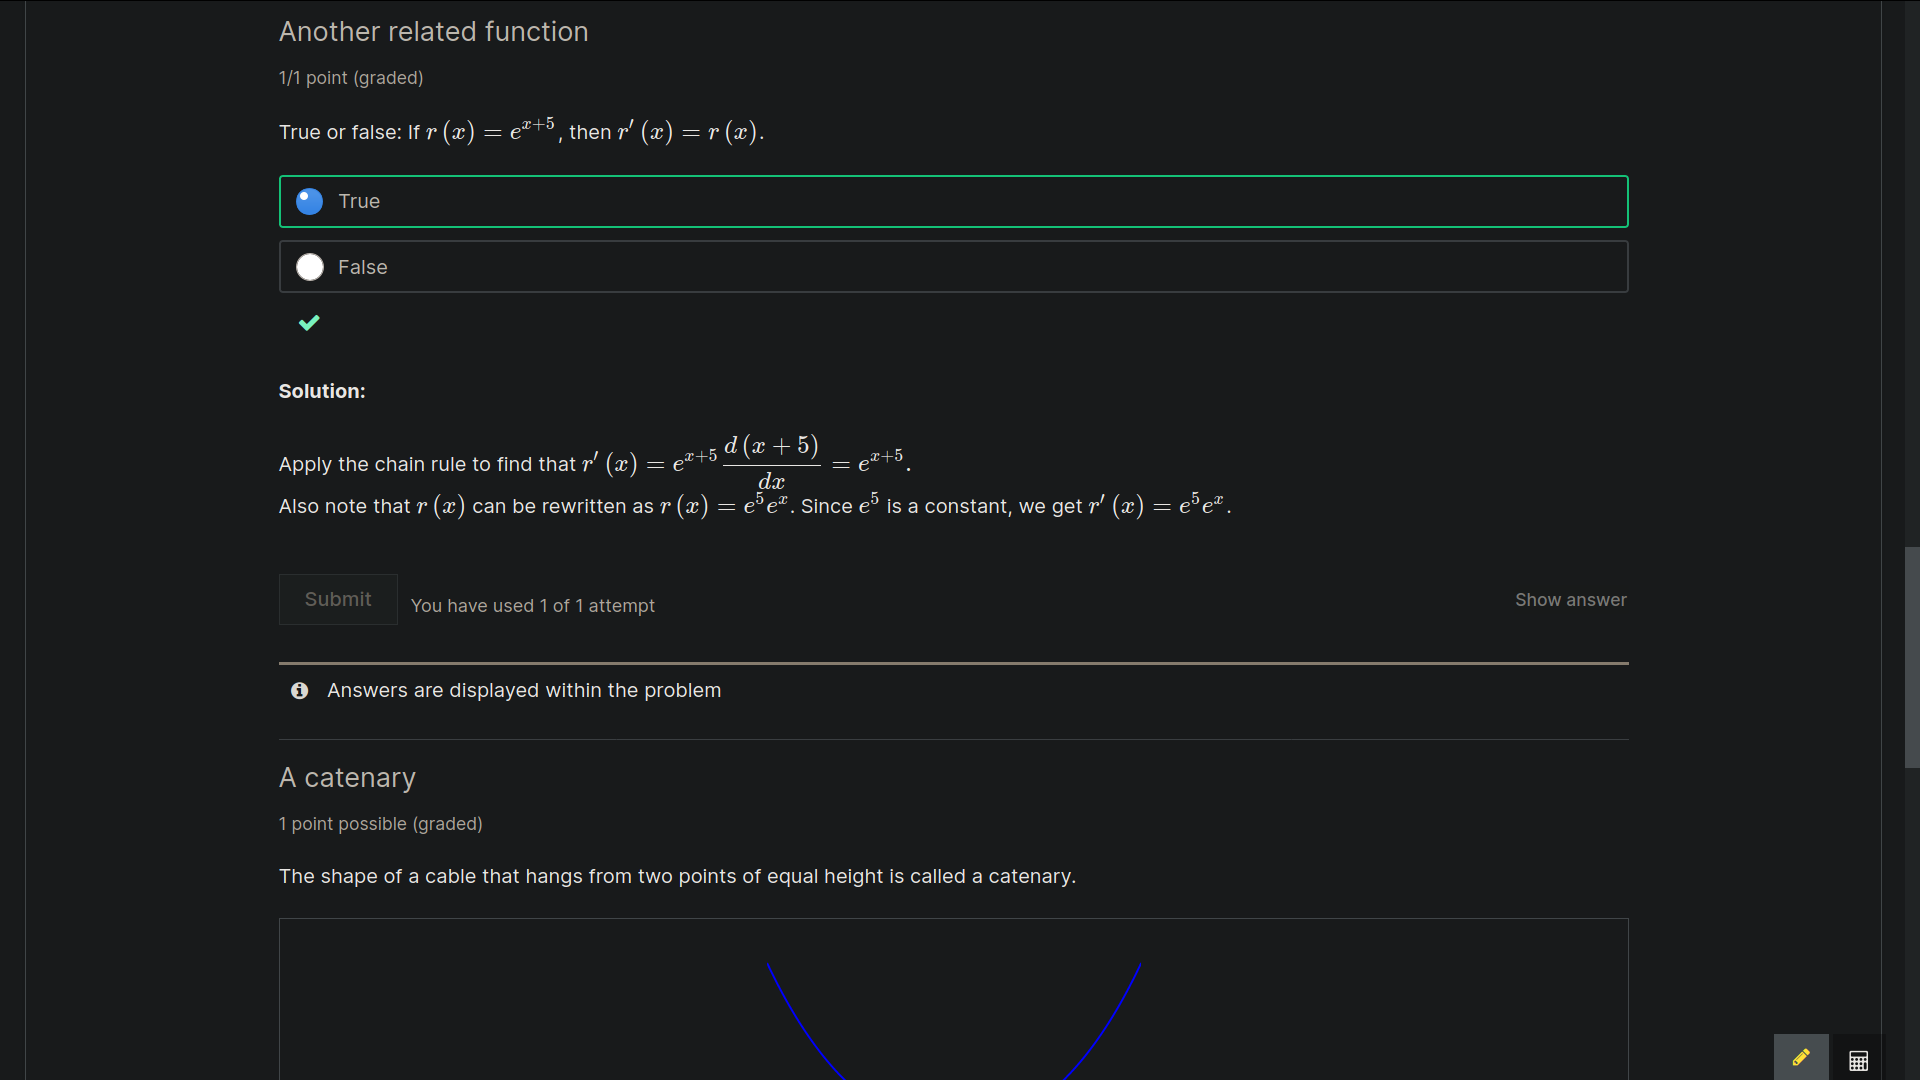 Another related function
1/1 point (graded)
True or false: If r (x) = e^{x+5}, then r′ (x) = r (x).
True
False
Solution:
Apply the chain rule to find that r′ (x) = e^{x+5} \frac{d (x + 5)}{dx} = e^{x+5}.
Also note that r (x) can be rewritten as r (x) = e^5 e^x. Since e^5 is a constant, we get r′ (x) = e^5 e^x.
Submit
You have used 1 of 1 attempt
Show answer
Answers are displayed within the problem
A catenary
1 point possible (graded)
The shape of a cable that hangs from two points of equal height is called a catenary.